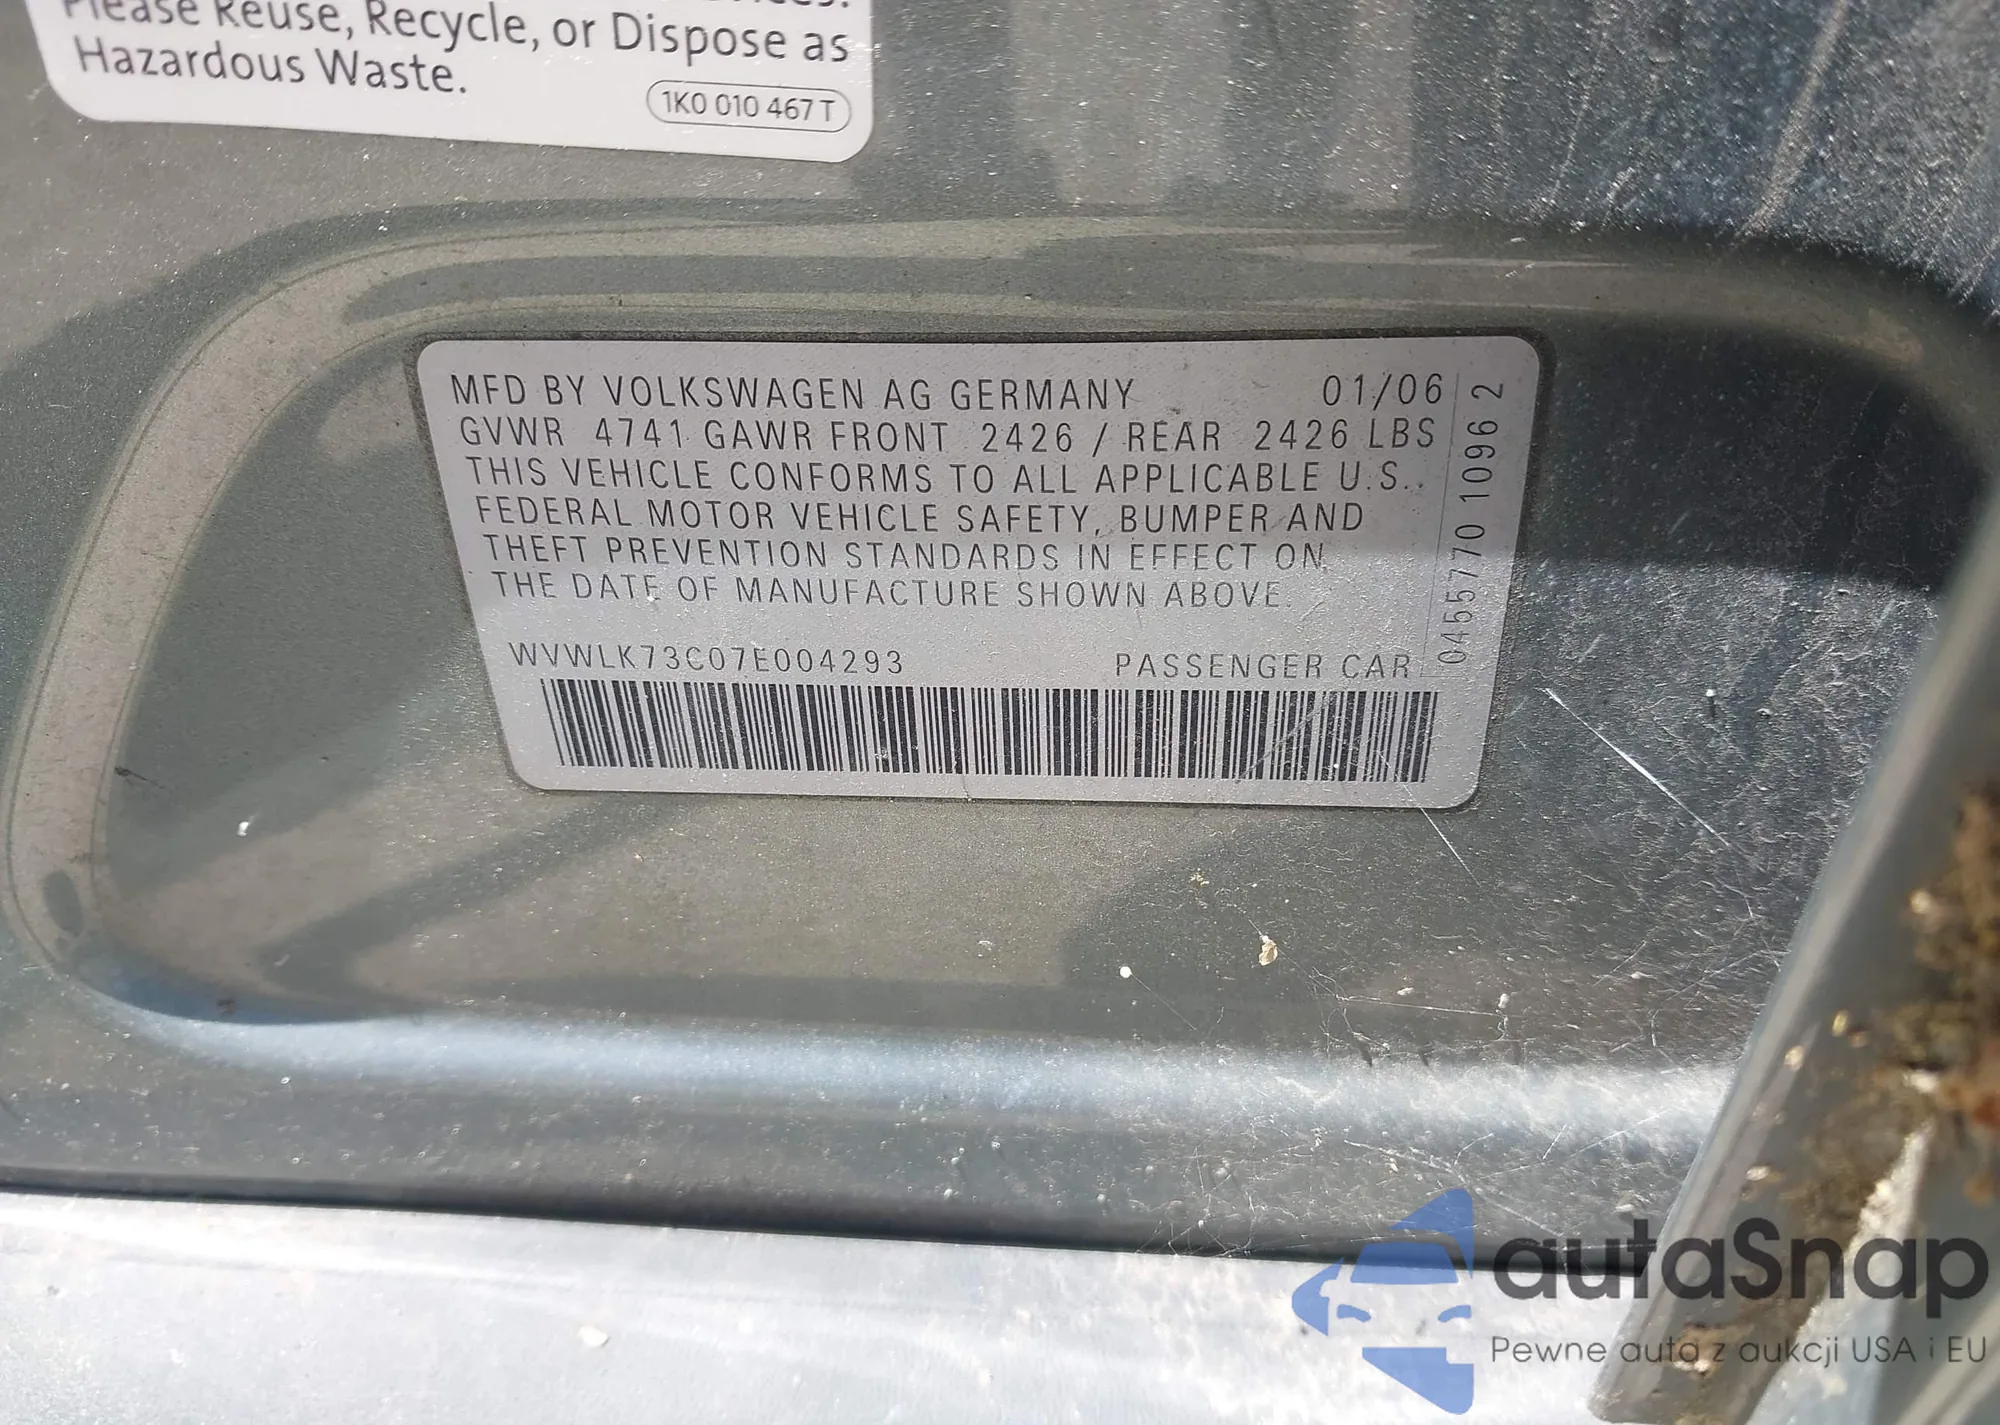 Please Reuse, Recycle, or Dispose as
Hazardous Waste.
1K0 010 467 T
MFD BY VOLKSWAGEN AG GERMANY 01/06
GVWR 4741 GAWR FRONT 2426 / REAR 2426 LBS
THIS VEHICLE CONFORMS TO ALL APPLICABLE U.S.
FEDERAL MOTOR VEHICLE SAFETY, BUMPER AND
THEFT PREVENTION STANDARDS IN EFFECT ON
THE DATE OF MANUFACTURE SHOWN ABOVE.
WVWLK73C07E004293 PASSENGER CAR
0455770 1096 2
autaSnap
Pewne auta z aukcji USA i EU